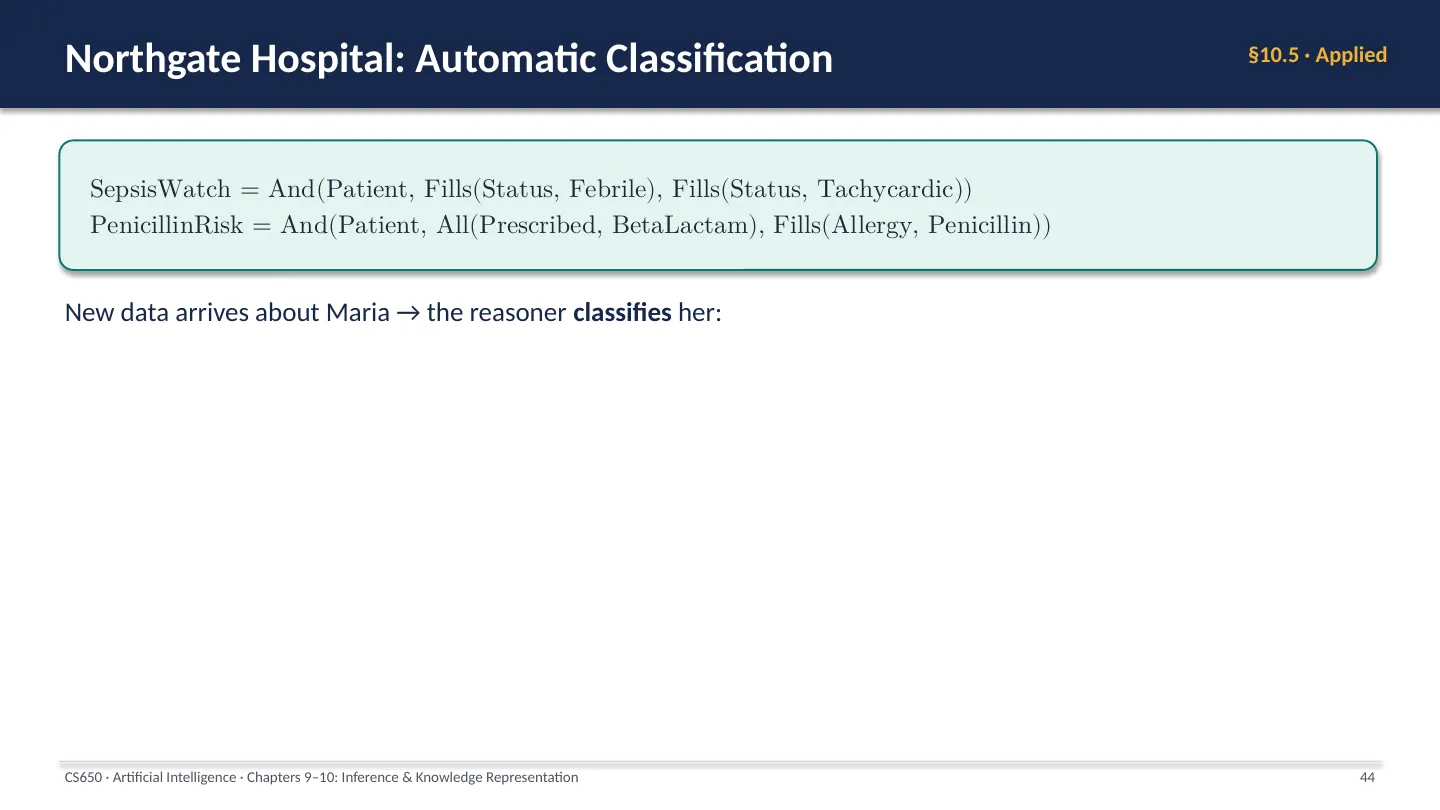 Northgate Hospital: Automatic Classification
§10.5 · Applied
SepsisWatch = And(Patient, Fills(Status, Febrile), Fills(Status, Tachycardic))
PenicillinRisk = And(Patient, All(Prescribed, BetaLactam), Fills(Allergy, Penicillin))
New data arrives about Maria → the reasoner classifies her:
CS650 · Artificial Intelligence · Chapters 9–10: Inference & Knowledge Representation
44